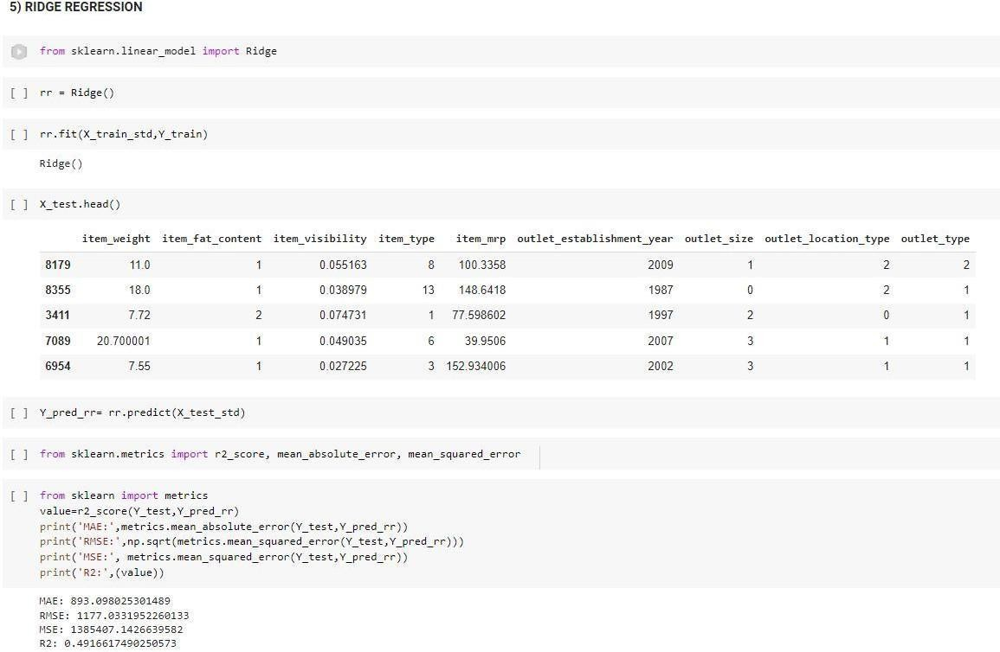 5) RIDGE REGRESSION
from sklearn.linear_model import Ridge
[ ] rr = Ridge()
[ ] rr.fit(X_train_std,Y_train)
Ridge()
[ ] X_test.head()
item_weight item_fat_content item_visibility item_type item_mrp outlet_establishment_year outlet_size outlet_location_type outlet_type
8179 11.0 1 0.055163 8 100.3358 2009 1 2 2
8355 18.0 1 0.038979 13 148.6418 1987 0 2 1
3411 7.72 2 0.074731 1 77.598602 1997 2 0 1
7089 20.700001 1 0.049035 6 39.9506 2007 3 1 1
6954 7.55 1 0.027225 3 152.934006 2002 3 1 1
[ ] Y_pred_rr= rr.predict(X_test_std)
[ ] from sklearn.metrics import r2_score, mean_absolute_error, mean_squared_error
[ ] from sklearn import metrics
value=r2_score(Y_test,Y_pred_rr)
print('MAE:',metrics.mean_absolute_error(Y_test,Y_pred_rr))
print('RMSE:',np.sqrt(metrics.mean_squared_error(Y_test,Y_pred_rr)))
print('MSE:', metrics.mean_squared_error(Y_test,Y_pred_rr))
print('R2:',(value))
MAE: 893.098025301489
RMSE: 1177.0331952260133
MSE: 1385407.1426639582
R2: 0.4916617490250573